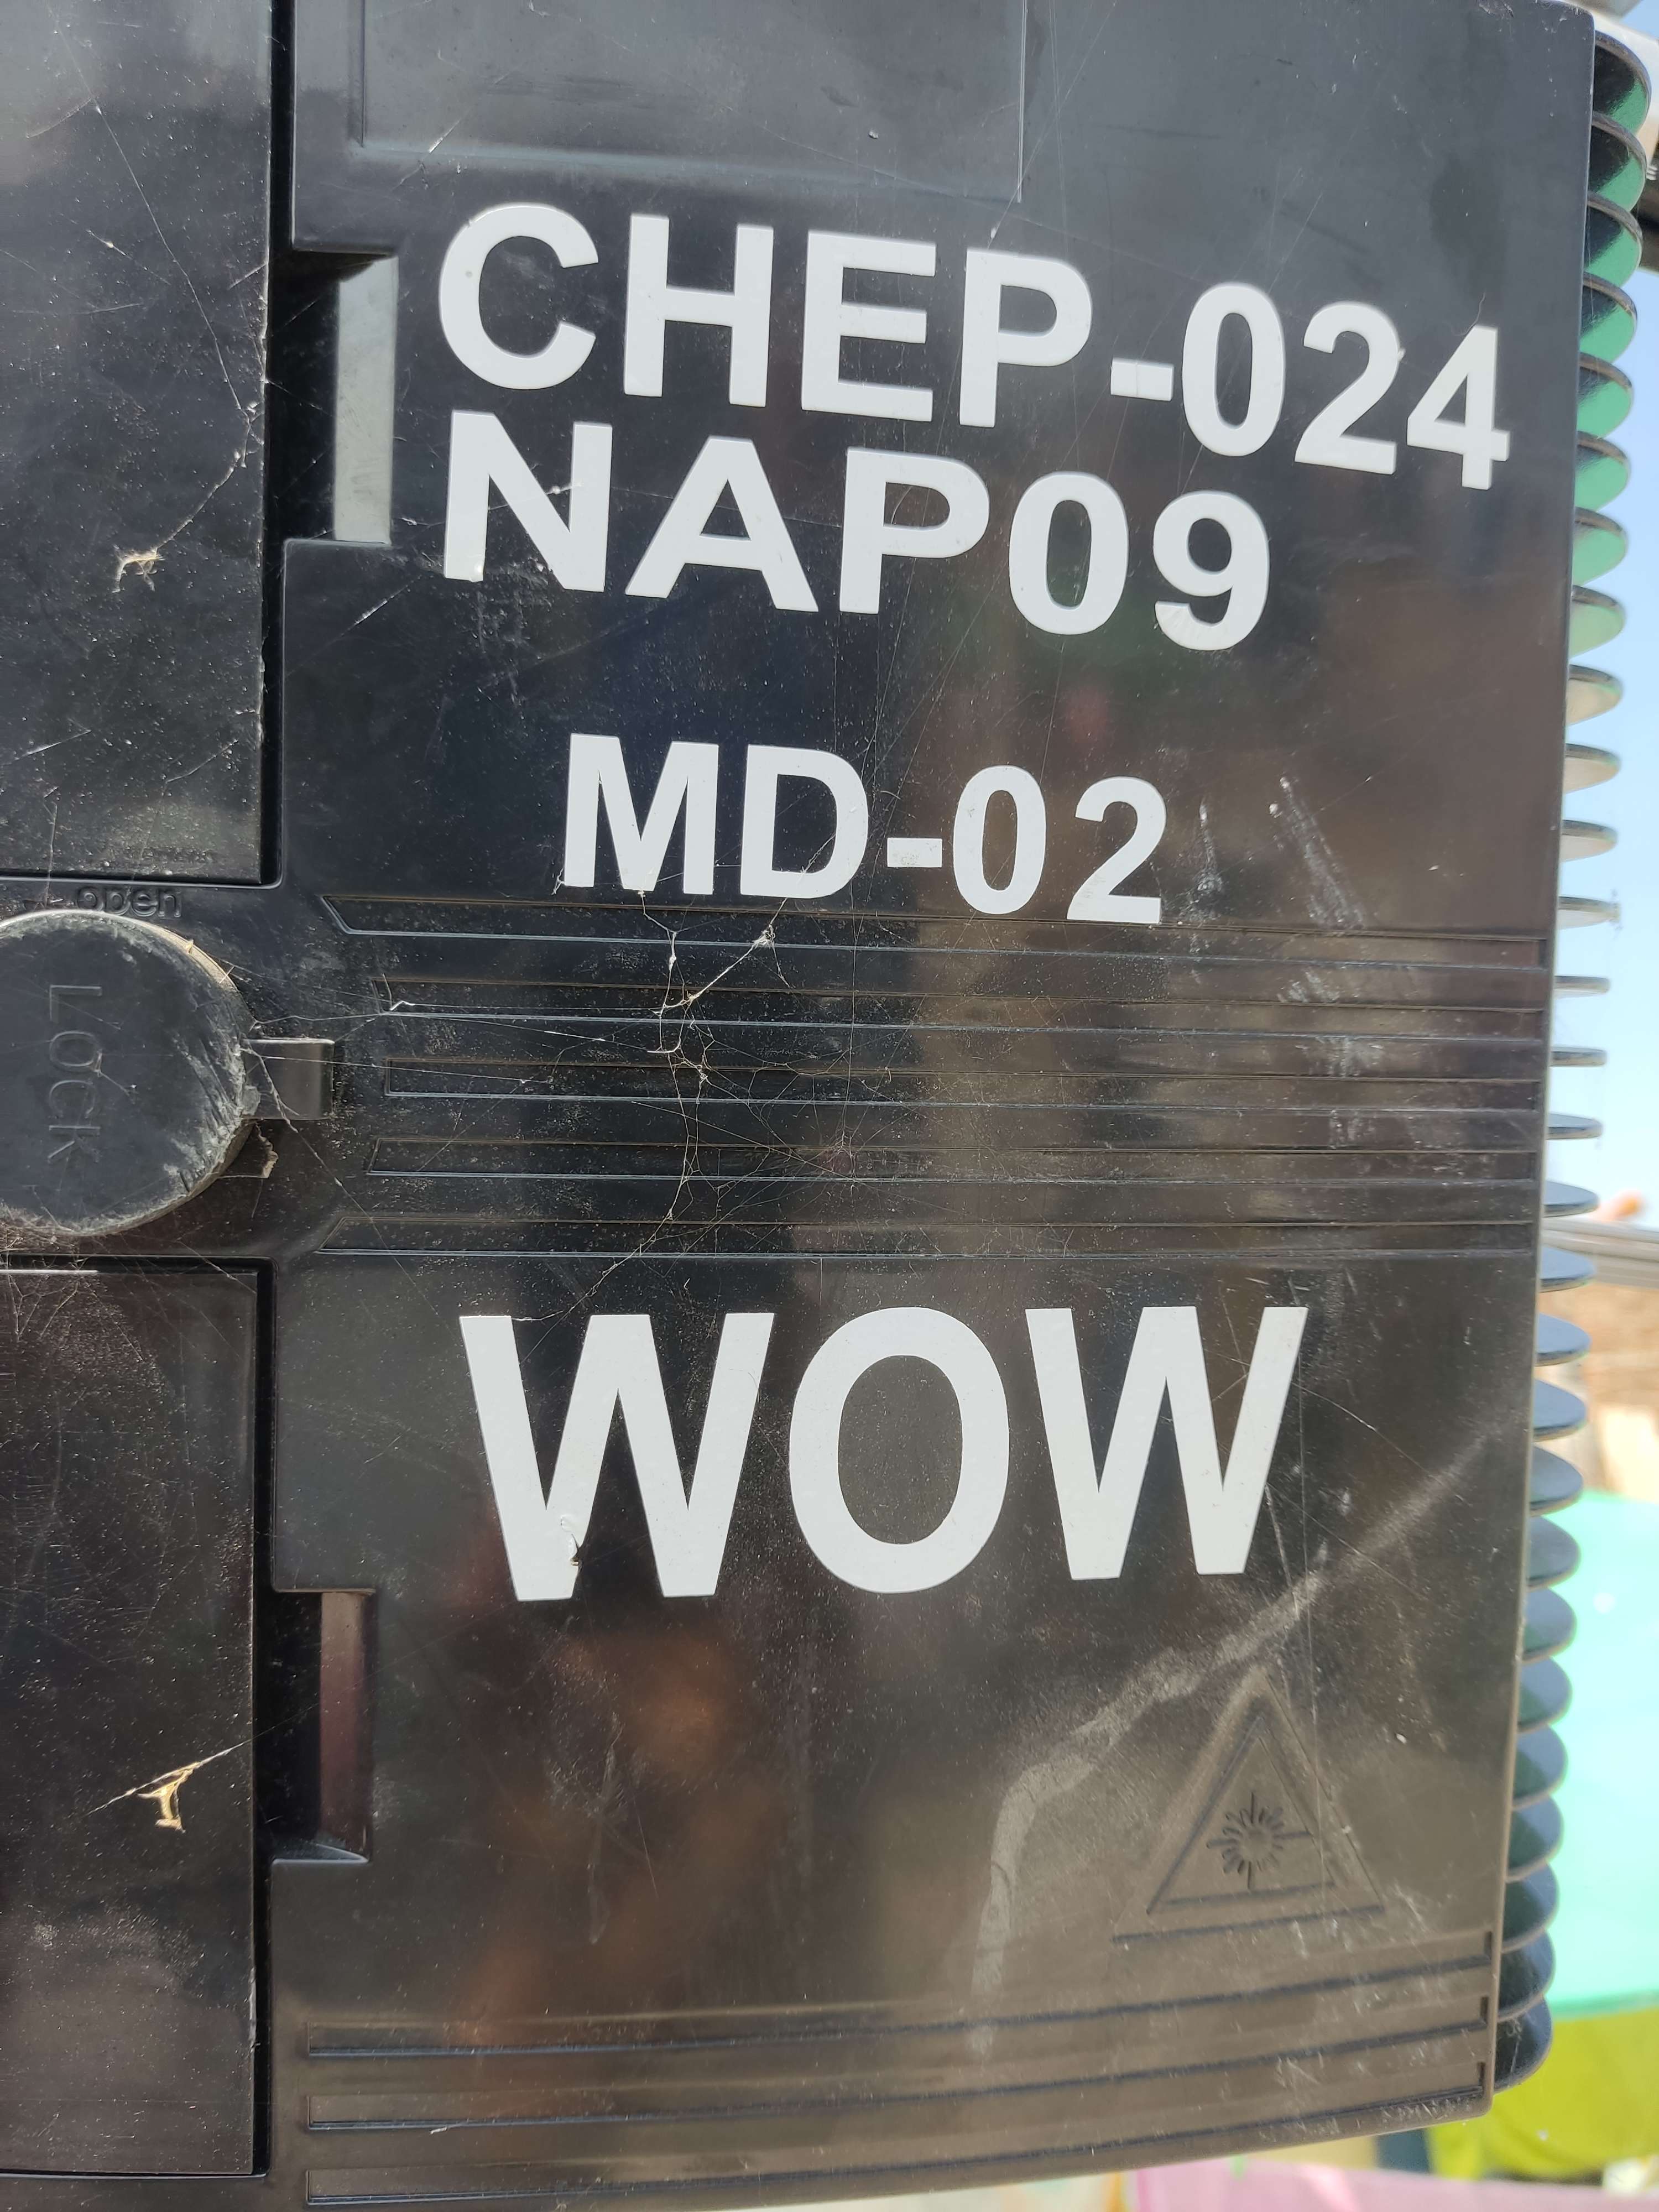 CHEP-024
NAP09
MD-02
open
LOCK
WOW